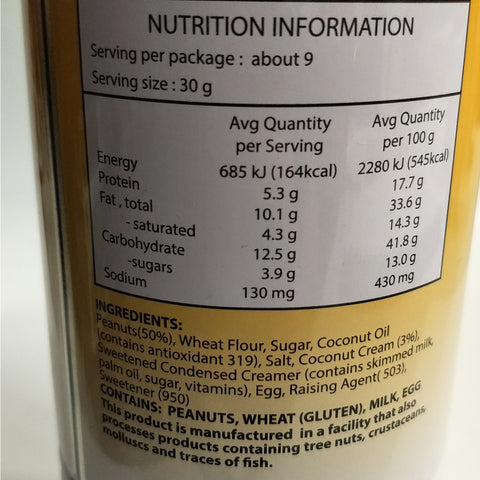 NUTRITION INFORMATION
Serving per package : about 9
Serving size : 30 g
Avg Quantity per Serving Avg Quantity per 100 g
Energy 685 kJ (164kcal) 2280 kJ (545kcal)
Protein 5.3 g 17.7 g
Fat , total 10.1 g 33.6 g
- saturated 4.3 g 14.3 g
Carbohydrate 12.5 g 41.8 g
-sugars 3.9 g 13.0 g
Sodium 130 mg 430 mg
INGREDIENTS:
Peanuts(50%), Wheat Flour, Sugar, Coconut Oil
(contains antioxidant 319), Salt, Coconut Cream (3%),
Sweetened Condensed Creamer (contains skimmed milk,
palm oil, sugar, vitamins), Egg, Raising Agent( 503),
Sweetener (950)
CONTAINS: PEANUTS, WHEAT (GLUTEN), MILK, EGG
This product is manufactured in a facility that also
processes products containing tree nuts, crustaceans,
molluscs and traces of fish.